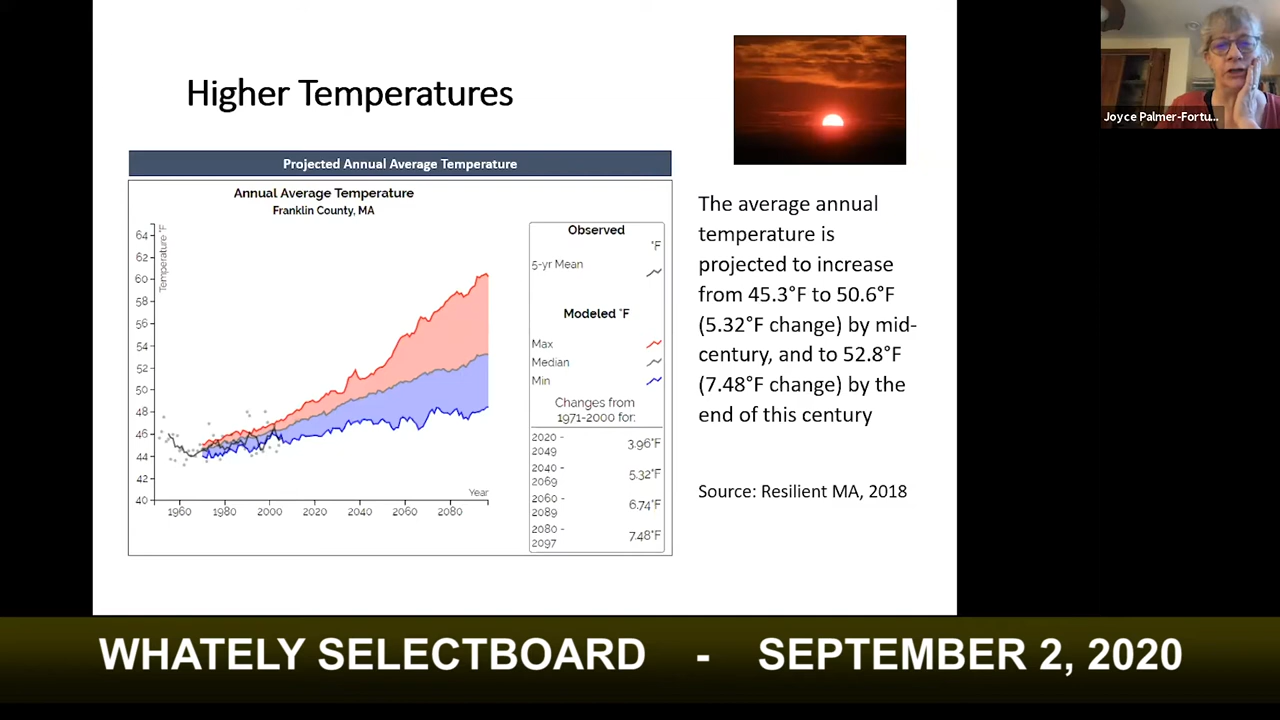 Higher Temperatures
Joyce Palmer-Fortu...
Projected Annual Average Temperature
Annual Average Temperature
Franklin County, MA
Temperature °F
64
62
60
58
56
54
52
50
48
46
44
42
40
1960
1980
2000
2020
2040
2060
2080
Year
Observed
°F
5-yr Mean
Modeled °F
Max
Median
Min
Changes from
1971-2000 for:
2020 -
2049
3.96°F
2040 -
2069
5.32°F
2060 -
2089
6.74°F
2080 -
2097
7.48°F
The average annual
temperature is
projected to increase
from 45.3°F to 50.6°F
(5.32°F change) by mid-
century, and to 52.8°F
(7.48°F change) by the
end of this century
Source: Resilient MA, 2018
WHATELY SELECTBOARD - SEPTEMBER 2, 2020